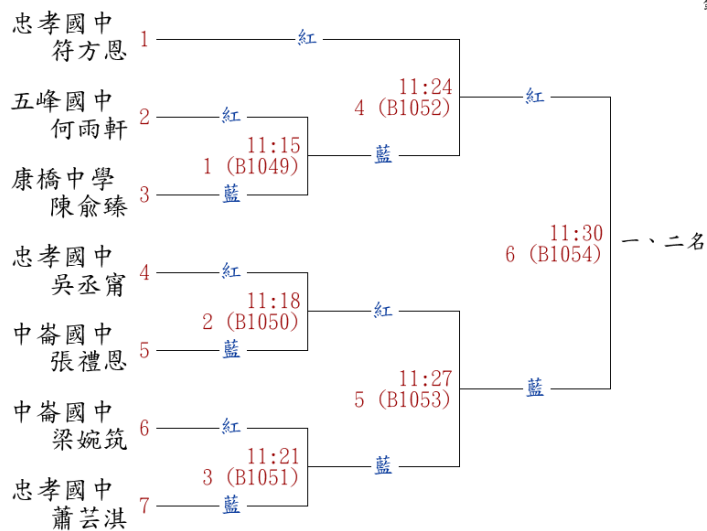 忠孝國中
符方恩 1
紅
11:24
4 (B1052)
紅
五峰國中
何雨軒 2
紅
11:15
1 (B1049)
藍
康橋中學
陳俞臻 3
藍
11:30
6 (B1054)
一、二名
忠孝國中
吳丞甯 4
紅
11:18
2 (B1050)
紅
中崙國中
張禮恩 5
藍
11:27
5 (B1053)
藍
中崙國中
梁婉筑 6
紅
11:21
3 (B1051)
藍
忠孝國中
蕭芸淇 7
藍